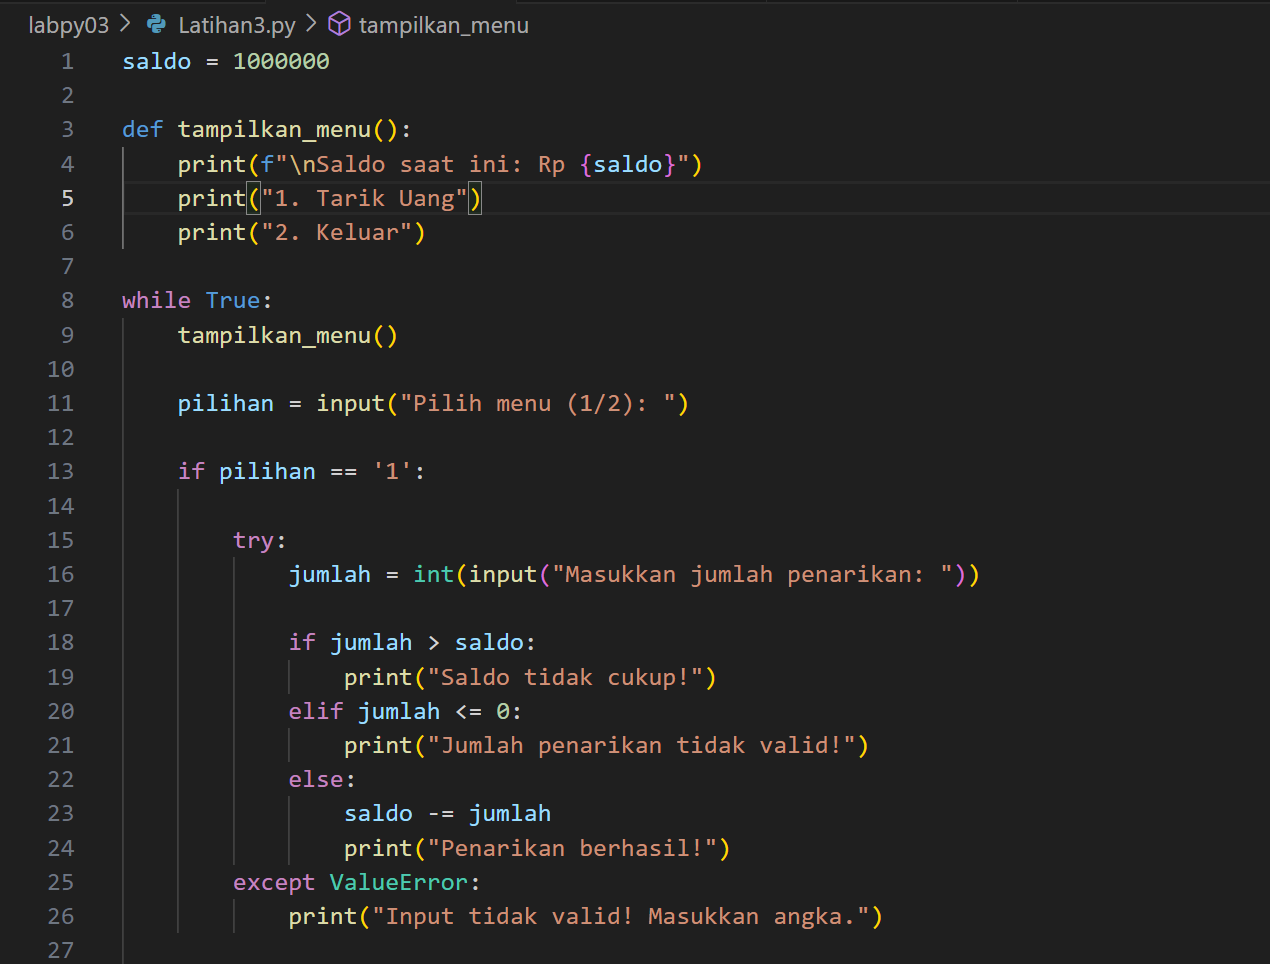 labpy03 > Latihan3.py > tampilkan_menu
1 saldo = 1000000
2
3 def tampilkan_menu():
4     print(f"\nSaldo saat ini: Rp {saldo}")
5     print("1. Tarik Uang")
6     print("2. Keluar")
7
8 while True:
9     tampilkan_menu()
10
11     pilihan = input("Pilih menu (1/2): ")
12
13     if pilihan == '1':
14
15         try:
16             jumlah = int(input("Masukkan jumlah penarikan: "))
17
18             if jumlah > saldo:
19                 print("Saldo tidak cukup!")
20             elif jumlah <= 0:
21                 print("Jumlah penarikan tidak valid!")
22             else:
23                 saldo -= jumlah
24                 print("Penarikan berhasil!")
25         except ValueError:
26             print("Input tidak valid! Masukkan angka.")
27